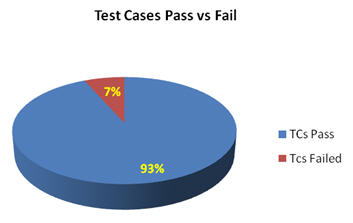 Test Cases Pass vs Fail
7%
93%
TCs Pass
Tcs Failed